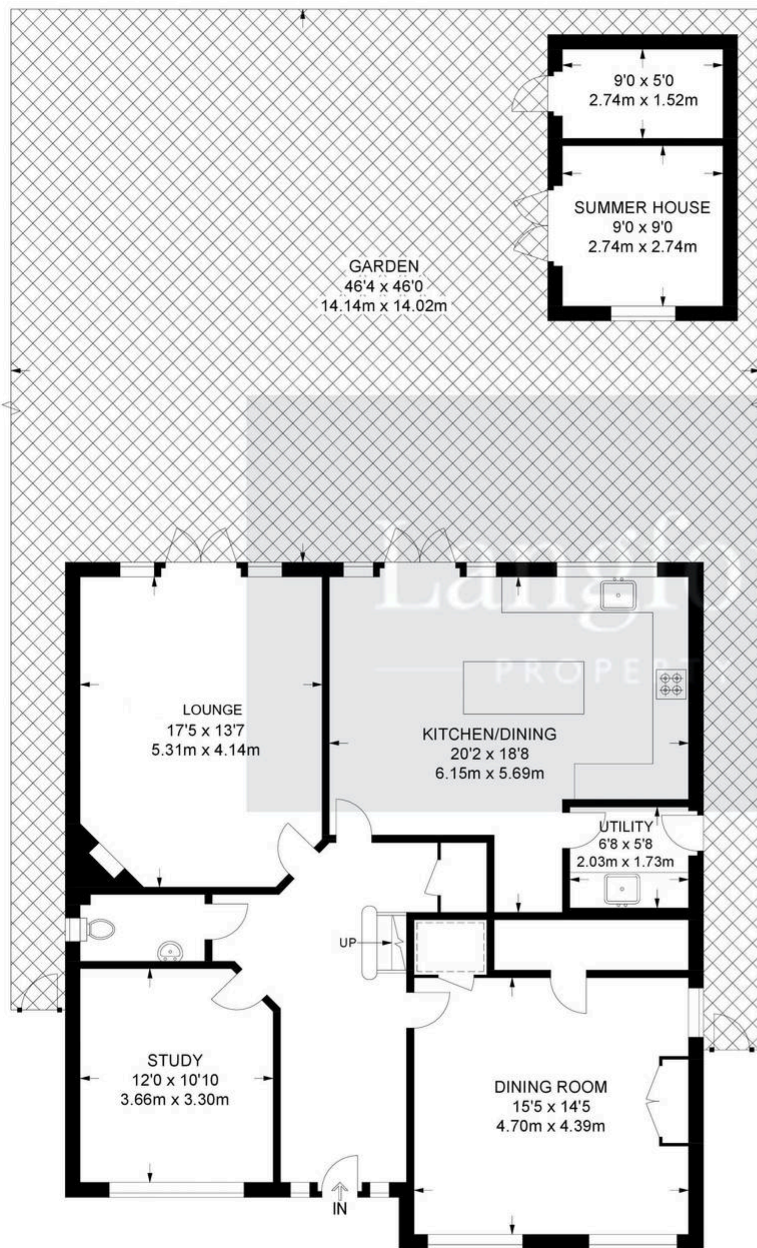 9'0 x 5'0
2.74m x 1.52m
SUMMER HOUSE
9'0 x 9'0
2.74m x 2.74m
GARDEN
46'4 x 46'0
14.14m x 14.02m
PROPERTY
LOUNGE
17'5 x 13'7
5.31m x 4.14m
KITCHEN/DINING
20'2 x 18'8
6.15m x 5.69m
UTILITY
6'8 x 5'8
2.03m x 1.73m
UP
STUDY
12'0 x 10'10
3.66m x 3.30m
DINING ROOM
15'5 x 14'5
4.70m x 4.39m
IN